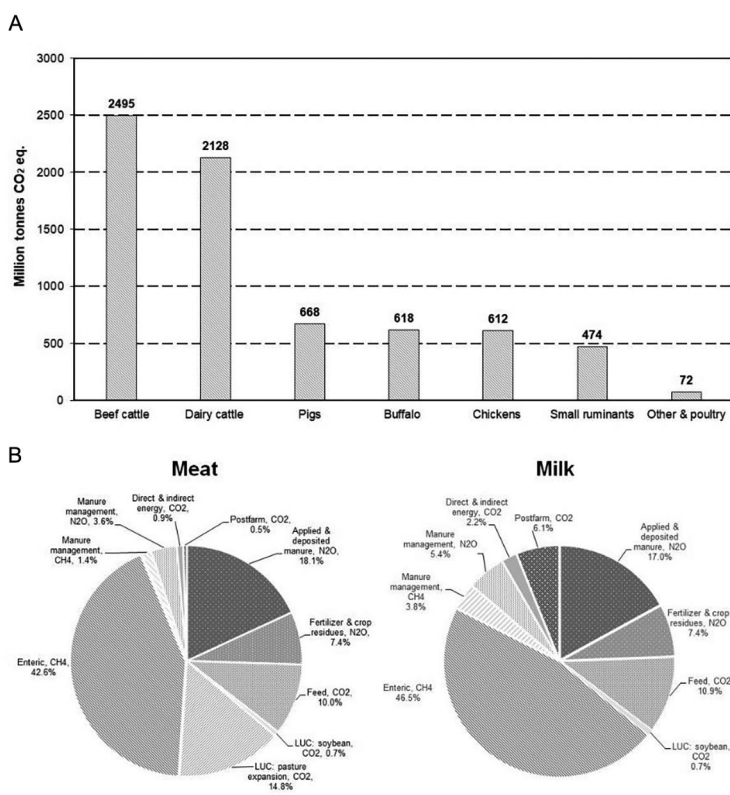 A
Million tonnes CO2 eq.
3000
2500
2000
1500
1000
500
0
2495
2128
668
618
612
474
72
Beef cattle
Dairy cattle
Pigs
Buffalo
Chickens
Small ruminants
Other & poultry
B
Meat
Direct & indirect
energy, CO2,
0.9%
Postfarm, CO2,
0.5%
Manure
management,
N2O, 3.6%
Manure
management,
CH4, 1.4%
Applied &
deposited
manure, N2O,
18.1%
Fertilizer & crop
residues, N2O,
7.4%
Feed, CO2,
10.0%
LUC: soybean,
CO2, 0.7%
LUC: pasture
expansion, CO2,
14.8%
Enteric, CH4,
42.6%
Milk
Direct & indirect
energy, CO2
2.2%
Postfarm, CO2
6.1%
Manure
management, N2O
5.4%
Manure
management,
CH4
3.8%
Applied &
deposited
manure, N2O
17.0%
Fertilizer & crop
residues, N2O
7.4%
Feed, CO2
10.9%
LUC: soybean,
CO2
0.7%
Enteric, CH4
46.5%